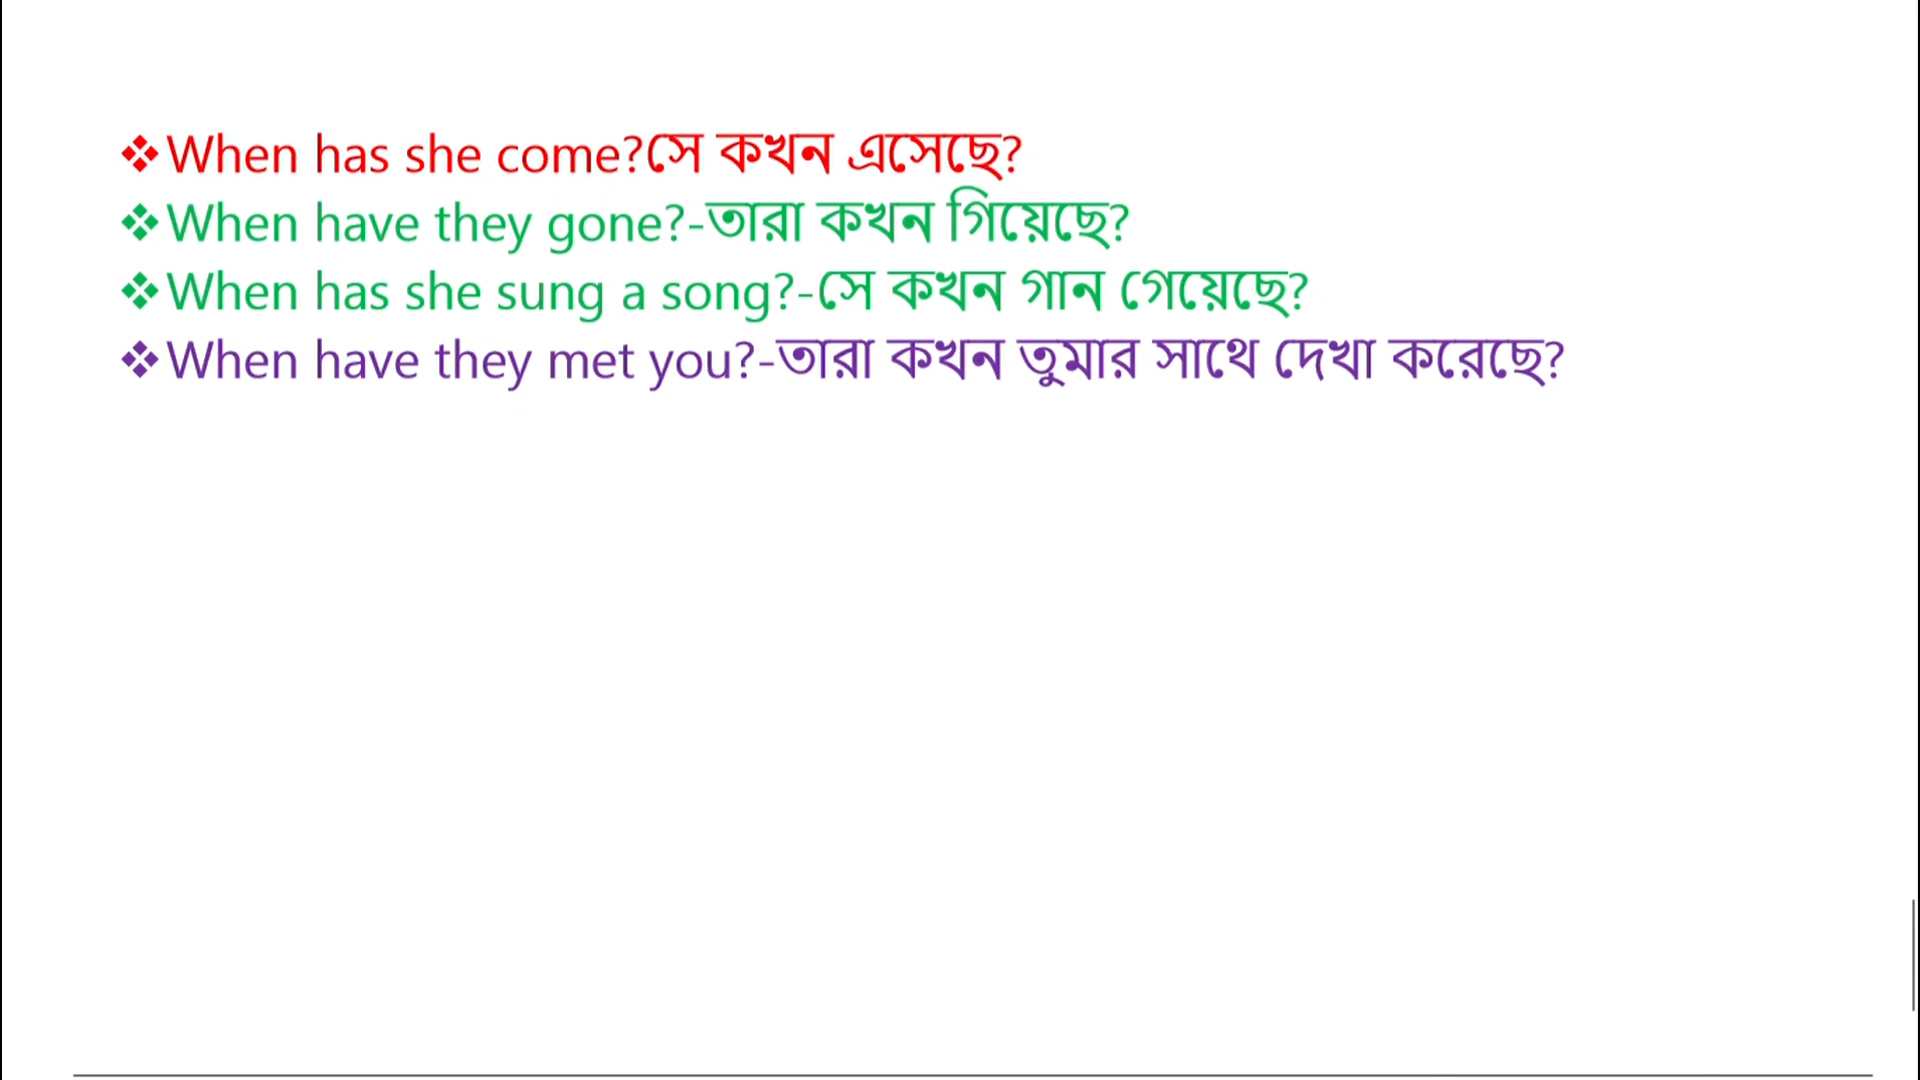 ❖When has she come?সে কখন এসেছে?
❖When have they gone?-তারা কখন গিয়েছে?
❖When has she sung a song?-সে কখন গান গেয়েছে?
❖When have they met you?-তারা কখন তুমার সাথে দেখা করেছে?